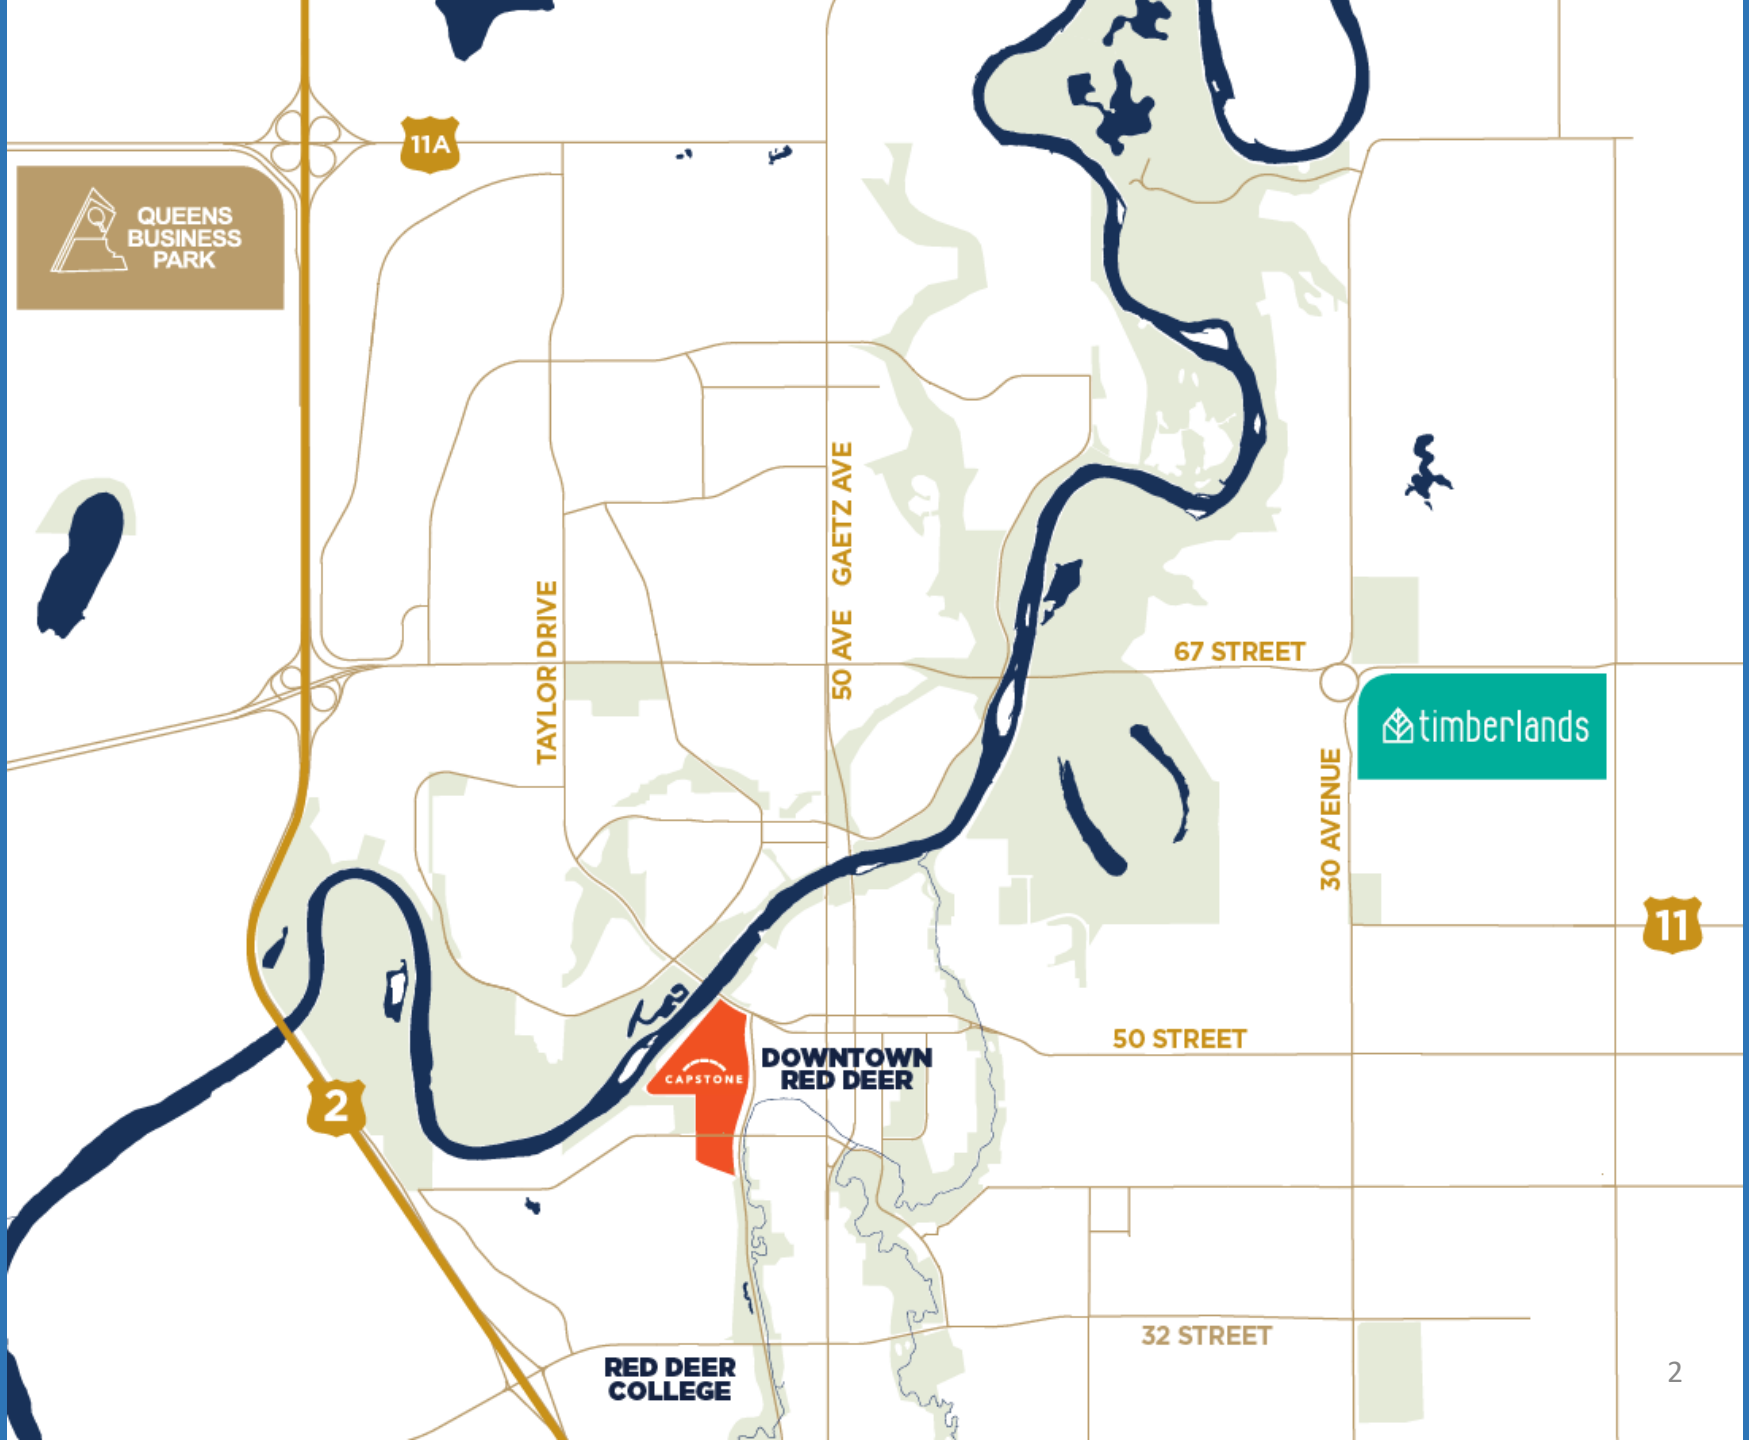 11A
QUEENS
BUSINESS
PARK
50 AVE GAETZ AVE
TAYLOR DRIVE
67 STREET
timberlands
30 AVENUE
11
50 STREET
DOWNTOWN
RED DEER
CAPSTONE
2
32 STREET
RED DEER
COLLEGE
2